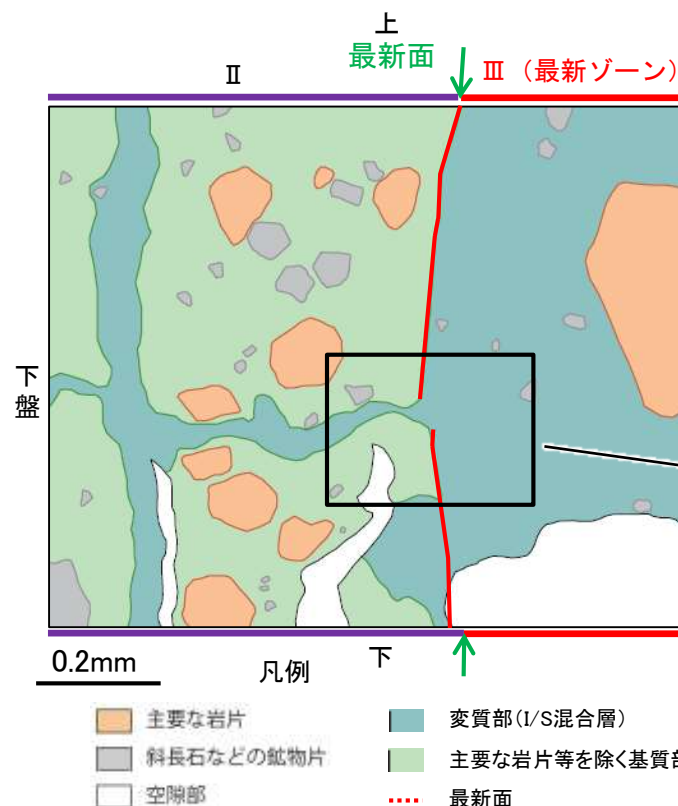 上
最新面
Ⅱ
Ⅲ（最新ゾーン）
下盤
0.2mm
凡例
下
主要な岩片
斜長石などの鉱物片
空隙部
変質部(I/S混合層)
主要な岩片等を除く基質部
最新面